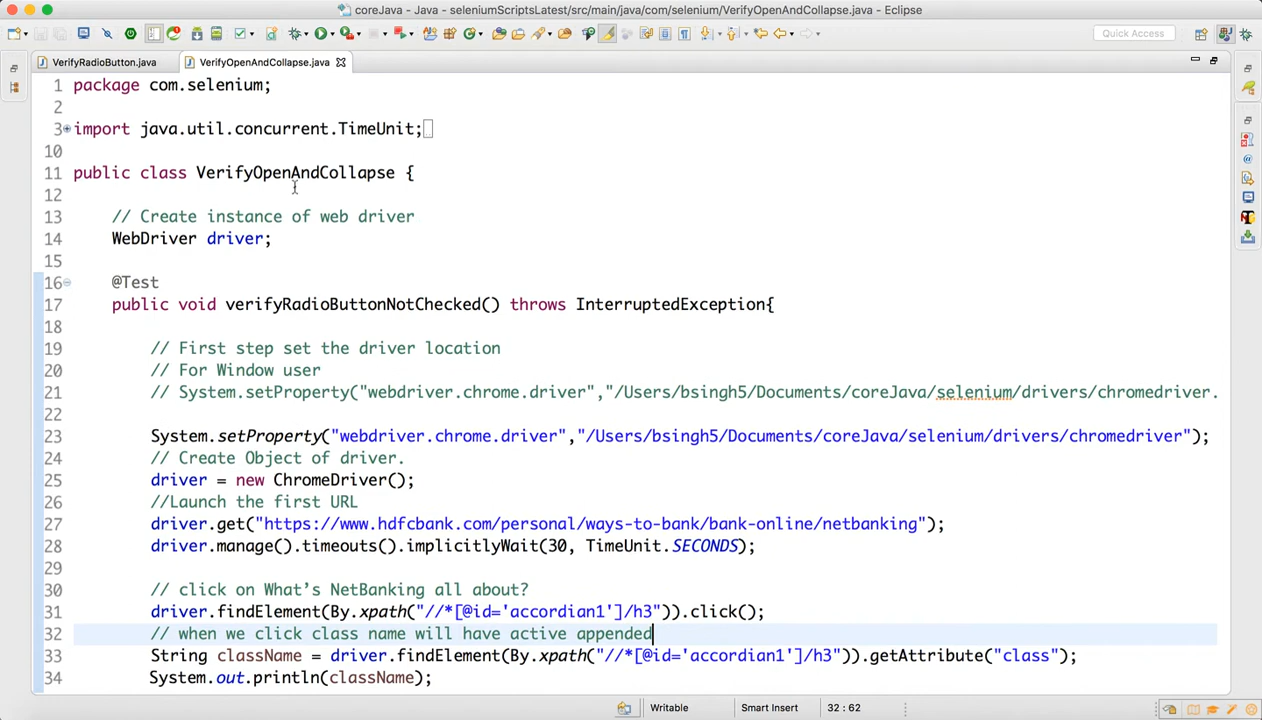 coreJava - Java - seleniumScriptsLatest/src/main/java/com/selenium/VerifyOpenAndCollapse.java - Eclipse
Quick Access
VerifyRadioButton.java VerifyOpenAndCollapse.java
1 package com.selenium;
2
3 import java.util.concurrent.TimeUnit;
10
11 public class VerifyOpenAndCollapse {
12
13 // Create instance of web driver
14 WebDriver driver;
15
16 @Test
17 public void verifyRadioButtonNotChecked() throws InterruptedException{
18
19 // First step set the driver location
20 // For Window user
21 // System.setProperty("webdriver.chrome.driver","/Users/bsingh5/Documents/coreJava/selenium/drivers/chromedriver.
22
23 System.setProperty("webdriver.chrome.driver","/Users/bsingh5/Documents/coreJava/selenium/drivers/chromedriver");
24 // Create Object of driver.
25 driver = new ChromeDriver();
26 //Launch the first URL
27 driver.get("https://www.hdfcbank.com/personal/ways-to-bank/bank-online/netbanking");
28 driver.manage().timeouts().implicitlyWait(30, TimeUnit.SECONDS);
29
30 // click on What's NetBanking all about?
31 driver.findElement(By.xpath("//*[@id='accordian1']/h3")).click();
32 // when we click class name will have active appended
33 String className = driver.findElement(By.xpath("//*[@id='accordian1']/h3")).getAttribute("class");
34 System.out.println(className);
Writable Smart Insert 32 : 62